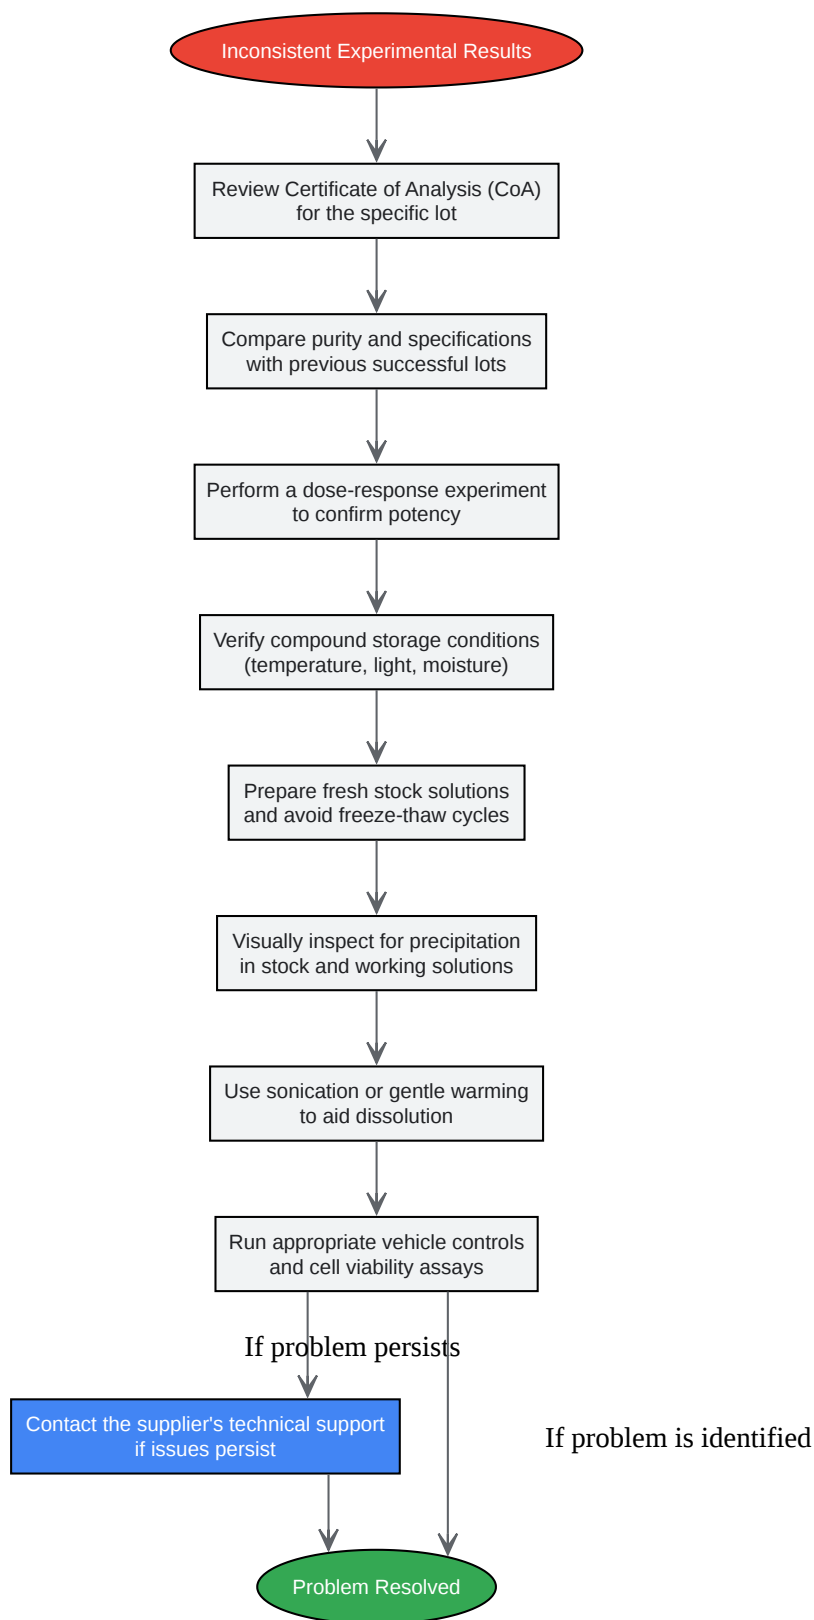 Inconsistent Experimental Results
Review Certificate of Analysis (CoA)
for the specific lot
Compare purity and specifications
with previous successful lots
Perform a dose-response experiment
to confirm potency
Verify compound storage conditions
(temperature, light, moisture)
Prepare fresh stock solutions
and avoid freeze-thaw cycles
Visually inspect for precipitation
in stock and working solutions
Use sonication or gentle warming
to aid dissolution
Run appropriate vehicle controls
and cell viability assays
If problem persists
Contact the supplier's technical support
if issues persist
If problem is identified
Problem Resolved